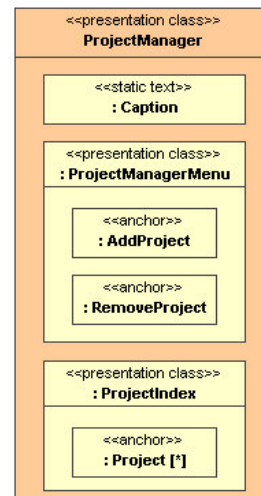 <<presentation class>>
ProjectManager
<<static text>>
: Caption
<<presentation class>>
: ProjectManagerMenu
<<anchor>>
: AddProject
<<anchor>>
: RemoveProject
<<presentation class>>
: ProjectIndex
<<anchor>>
: Project [*]